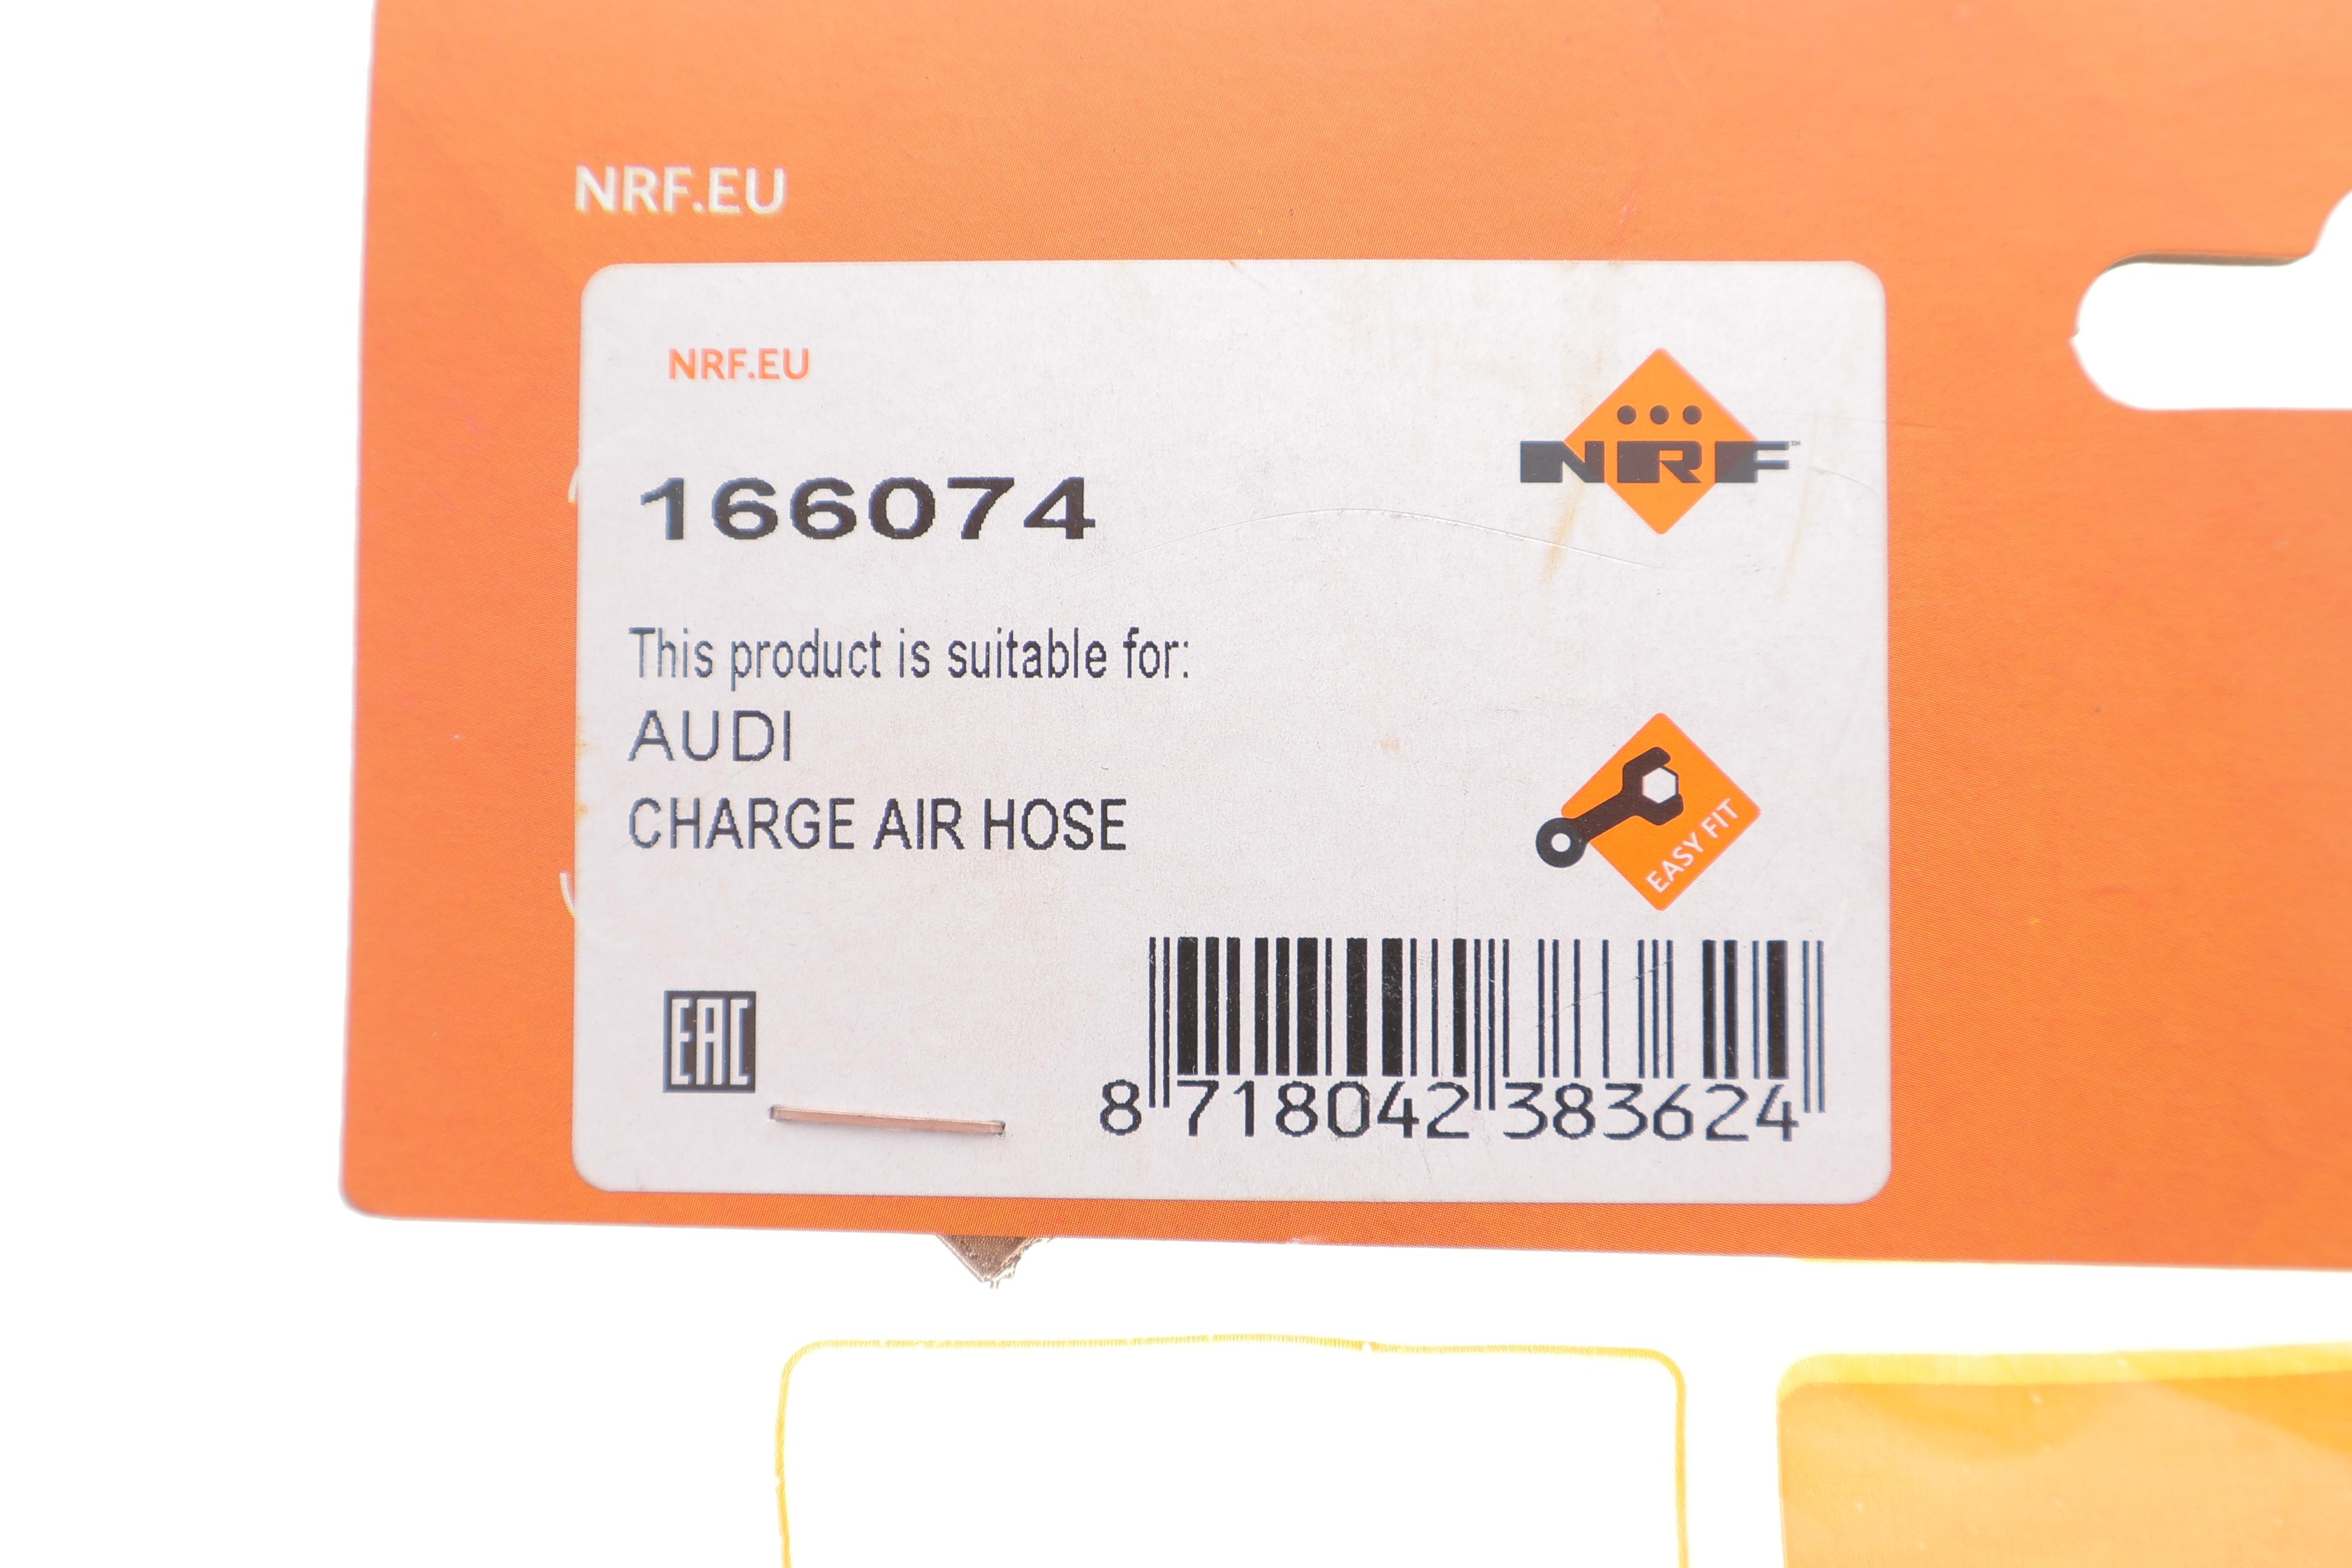 NRF.EU
NRF.EU
NRF™
166074
This product is suitable for:
AUDI
CHARGE AIR HOSE
EASY FIT
EAC
8 718042 383624